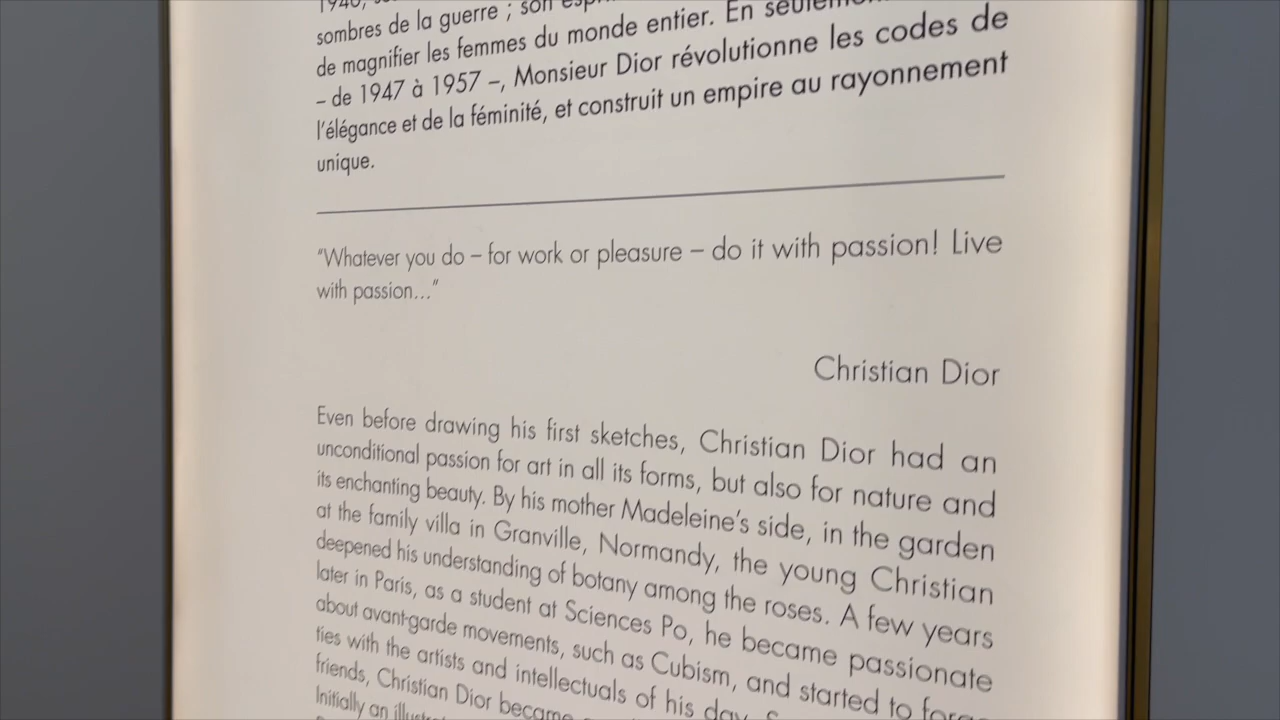 sombres de la guerre ; son
de magnifier les femmes du monde entier. En
– de 1947 à 1957 –, Monsieur Dior révolutionne les codes de
l'élégance et de la féminité, et construit un empire au rayonnement
unique.
“Whatever you do – for work or pleasure – do it with passion! Live
with passion...”
Christian Dior
Even before drawing his first sketches, Christian Dior had an
unconditional passion for art in all its forms, but also for nature and
its enchanting beauty. By his mother Madeleine's side, in the garden
at the family villa in Granville, Normandy, the young Christian
deepened his understanding of botany among the roses. A few years
later in Paris, as a student at Sciences Po, he became passionate
about avant-garde movements, such as Cubism, and started to
ties with the artists and intellectuals of his day.
friends, Christian Dior became
Initially an